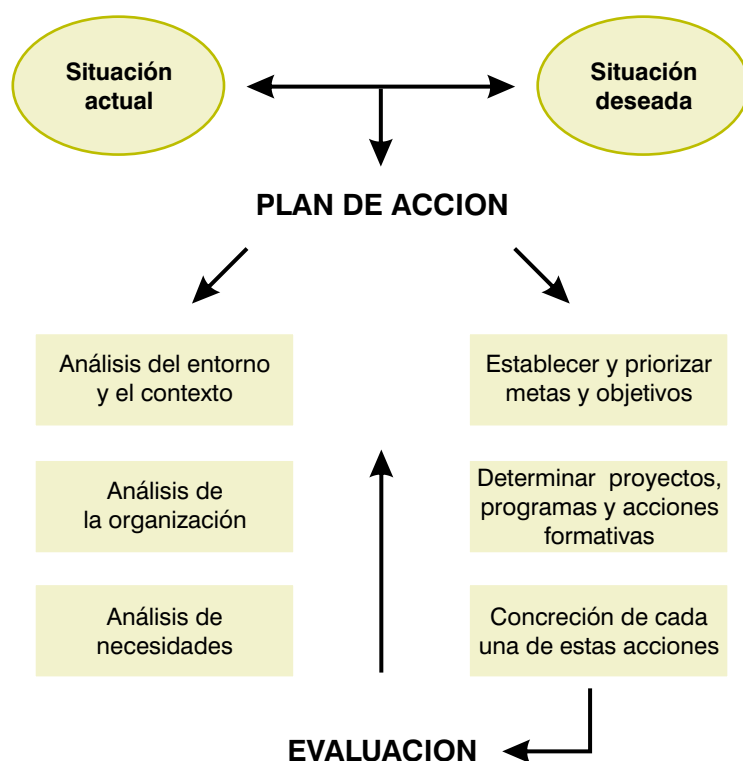 Situación
actual
Situación
deseada
PLAN DE ACCION
Análisis del entorno
y el contexto
Establecer y priorizar
metas y objetivos
Análisis de
la organización
Determinar proyectos,
programas y acciones
formativas
Análisis de
necesidades
Concreción de cada
una de estas acciones
EVALUACION